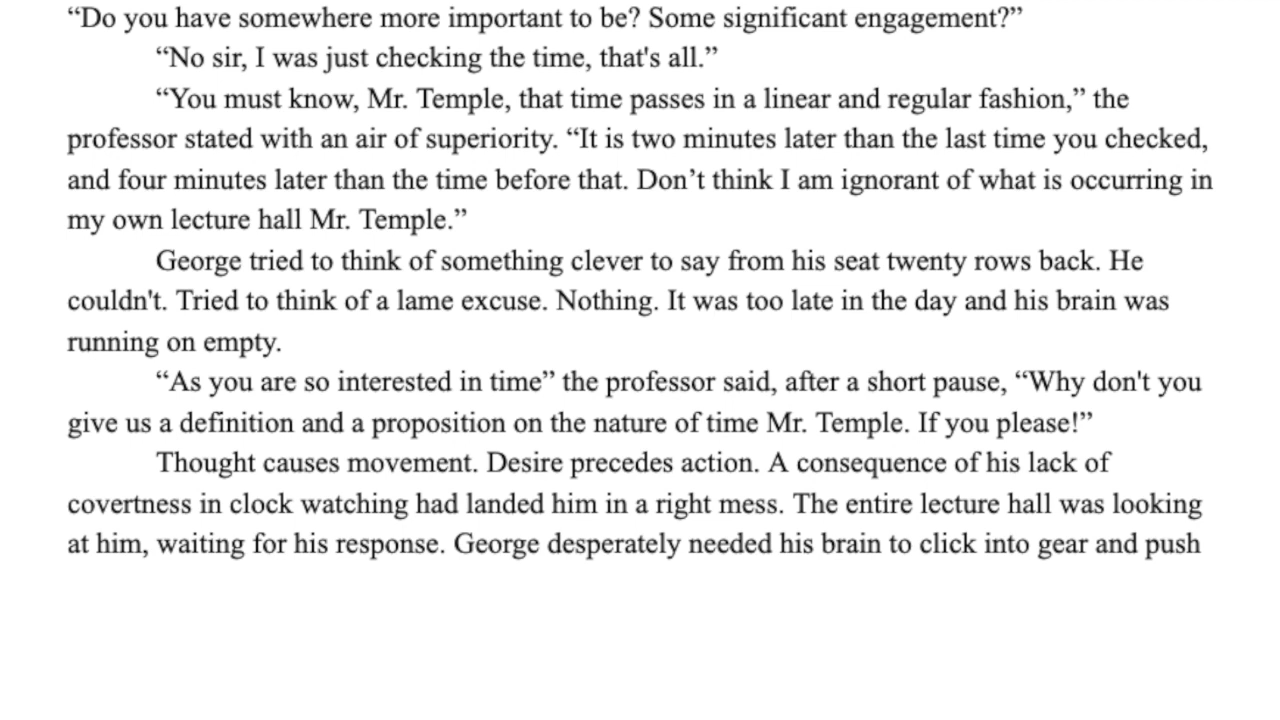 “Do you have somewhere more important to be? Some significant engagement?”
“No sir, I was just checking the time, that's all.”
“You must know, Mr. Temple, that time passes in a linear and regular fashion,” the
professor stated with an air of superiority. “It is two minutes later than the last time you checked,
and four minutes later than the time before that. Don’t think I am ignorant of what is occurring in
my own lecture hall Mr. Temple.”
George tried to think of something clever to say from his seat twenty rows back. He
couldn't. Tried to think of a lame excuse. Nothing. It was too late in the day and his brain was
running on empty.
“As you are so interested in time” the professor said, after a short pause, “Why don't you
give us a definition and a proposition on the nature of time Mr. Temple. If you please!”
Thought causes movement. Desire precedes action. A consequence of his lack of
covertness in clock watching had landed him in a right mess. The entire lecture hall was looking
at him, waiting for his response. George desperately needed his brain to click into gear and push